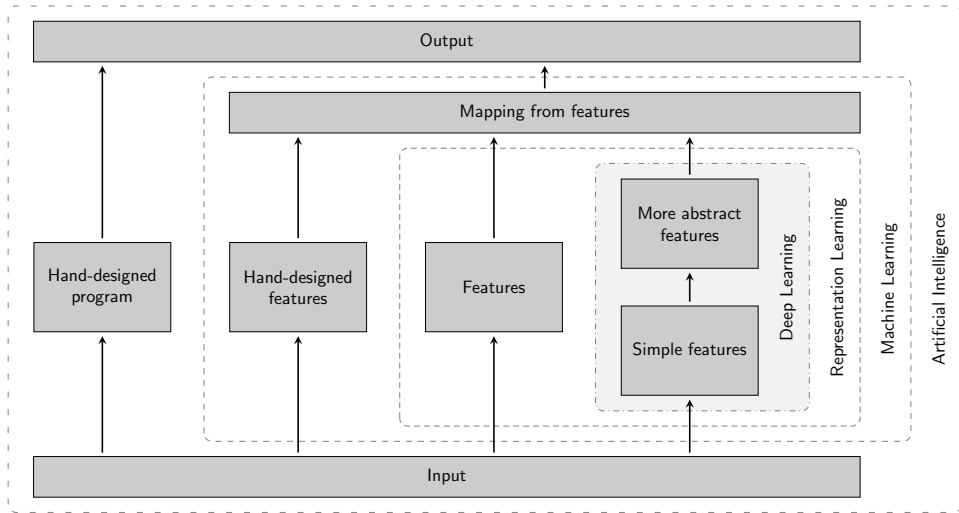 Output
Mapping from features
More abstract
features
Hand-designed
program
Hand-designed
features
Features
Simple features
Deep Learning
Representation Learning
Machine Learning
Artificial Intelligence
Input